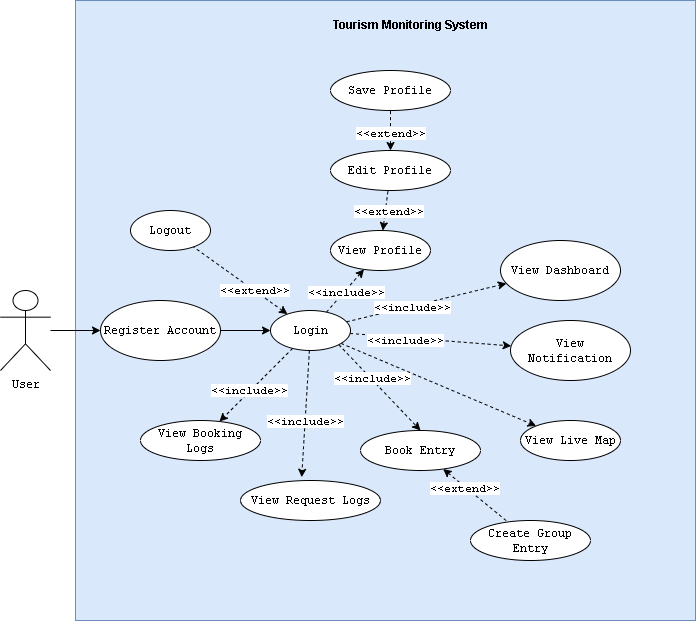 Tourism Monitoring System
Save Profile
<<extend>>
Edit Profile
<<extend>>
Logout
View Profile
View Dashboard
<<extend>>
<<include>>
<<include>>
Register Account
Login
<<include>>
View
Notification
User
<<include>>
<<include>>
<<include>>
View Booking
Logs
Book Entry
View Live Map
<<extend>>
View Request Logs
Create Group
Entry